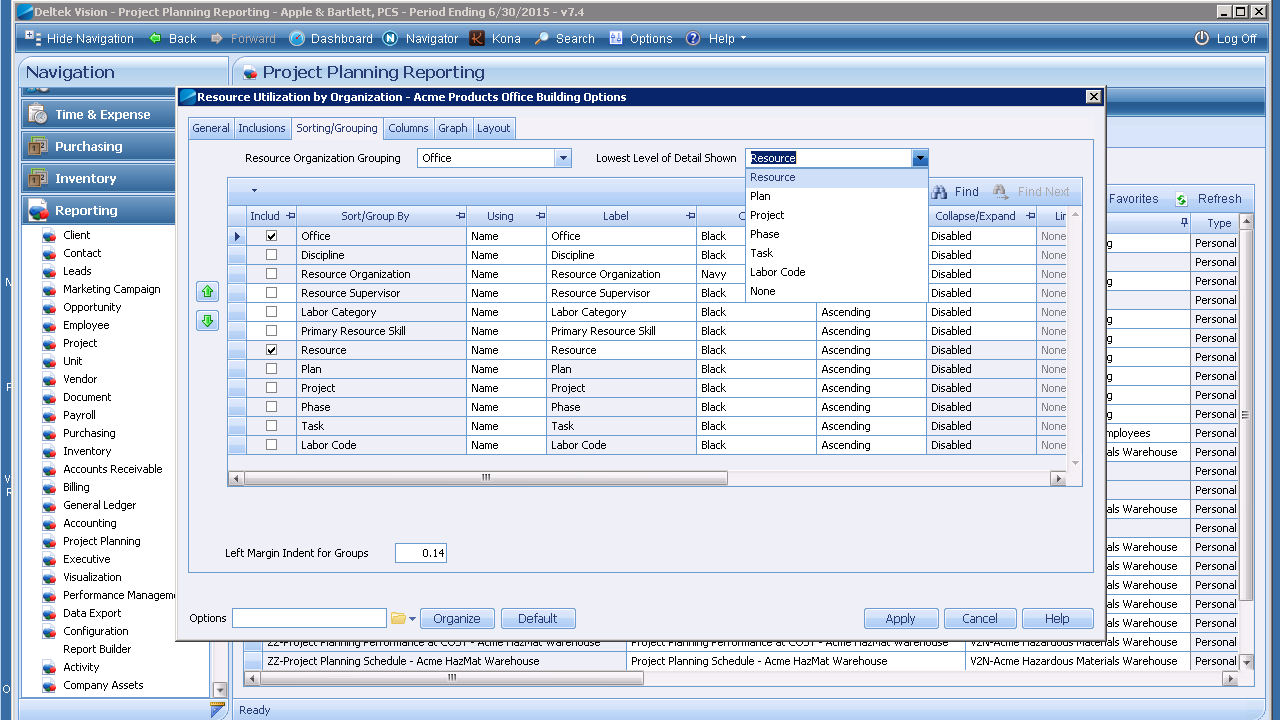 Deltek Vision - Project Planning Reporting - Apple & Bartlett, PCS - Period Ending 6/30/2015 - v7.4
Hide Navigation Back Forward Dashboard Navigator Kona Search Options Help Log Off
Navigation
Project Planning Reporting
Resource Utilization by Organization - Acme Products Office Building Options
Time & Expense
Purchasing
Inventory
Reporting
Client
Contact
Leads
Marketing Campaign
Opportunity
Employee
Project
Unit
Vendor
Document
Payroll
Purchasing
Inventory
Accounts Receivable
Billing
General Ledger
Accounting
Project Planning
Executive
Visualization
Performance Managem
Data Export
Configuration
Report Builder
Activity
Company Assets
General Inclusions Sorting/Grouping Columns Graph Layout
Resource Organization Grouping Office Lowest Level of Detail Shown Resource
Resource
Plan
Project
Phase
Task
Labor Code
None
Find Find Next
Includ Sort/Group By Using Label C Collapse/Expand Lir
Office Name Office Black Disabled None
Discipline Name Discipline Black Disabled None
Resource Organization Name Resource Organization Navy Disabled None
Resource Supervisor Name Resource Supervisor Black Disabled None
Labor Category Name Labor Category Black Ascending Disabled None
Primary Resource Skill Name Primary Resource Skill Black Ascending Disabled None
Resource Name Resource Black Ascending Disabled None
Plan Name Plan Black Ascending Disabled None
Project Name Project Black Ascending Disabled None
Phase Name Phase Black Ascending Disabled None
Task Name Task Black Ascending Disabled None
Labor Code Name Labor Code Black Ascending Disabled None
Left Margin Indent for Groups 0.14
Options Organize Default Apply Cancel Help
Favorites Refresh
Type
g Personal
Personal
g Personal
Personal
g Personal
g Personal
g Personal
g Personal
g Personal
g Personal
mployees Personal
als Warehouse Personal
Personal
Personal
als Warehouse Personal
Personal
als Warehouse Personal
als Warehouse Personal
als Warehouse Personal
als Warehouse Personal
als Warehouse Personal
ZZ-Project Planning Performance at COST - Acme HazMat Warehouse Project Planning Performance at COST - Acme HazMat Warehouse V2N-Acme Hazardous Materials Warehouse Personal
ZZ-Project Planning Schedule - Acme HazMat Warehouse Project Planning Schedule - Acme HazMat Warehouse V2N-Acme Hazardous Materials Warehouse Personal
Ready